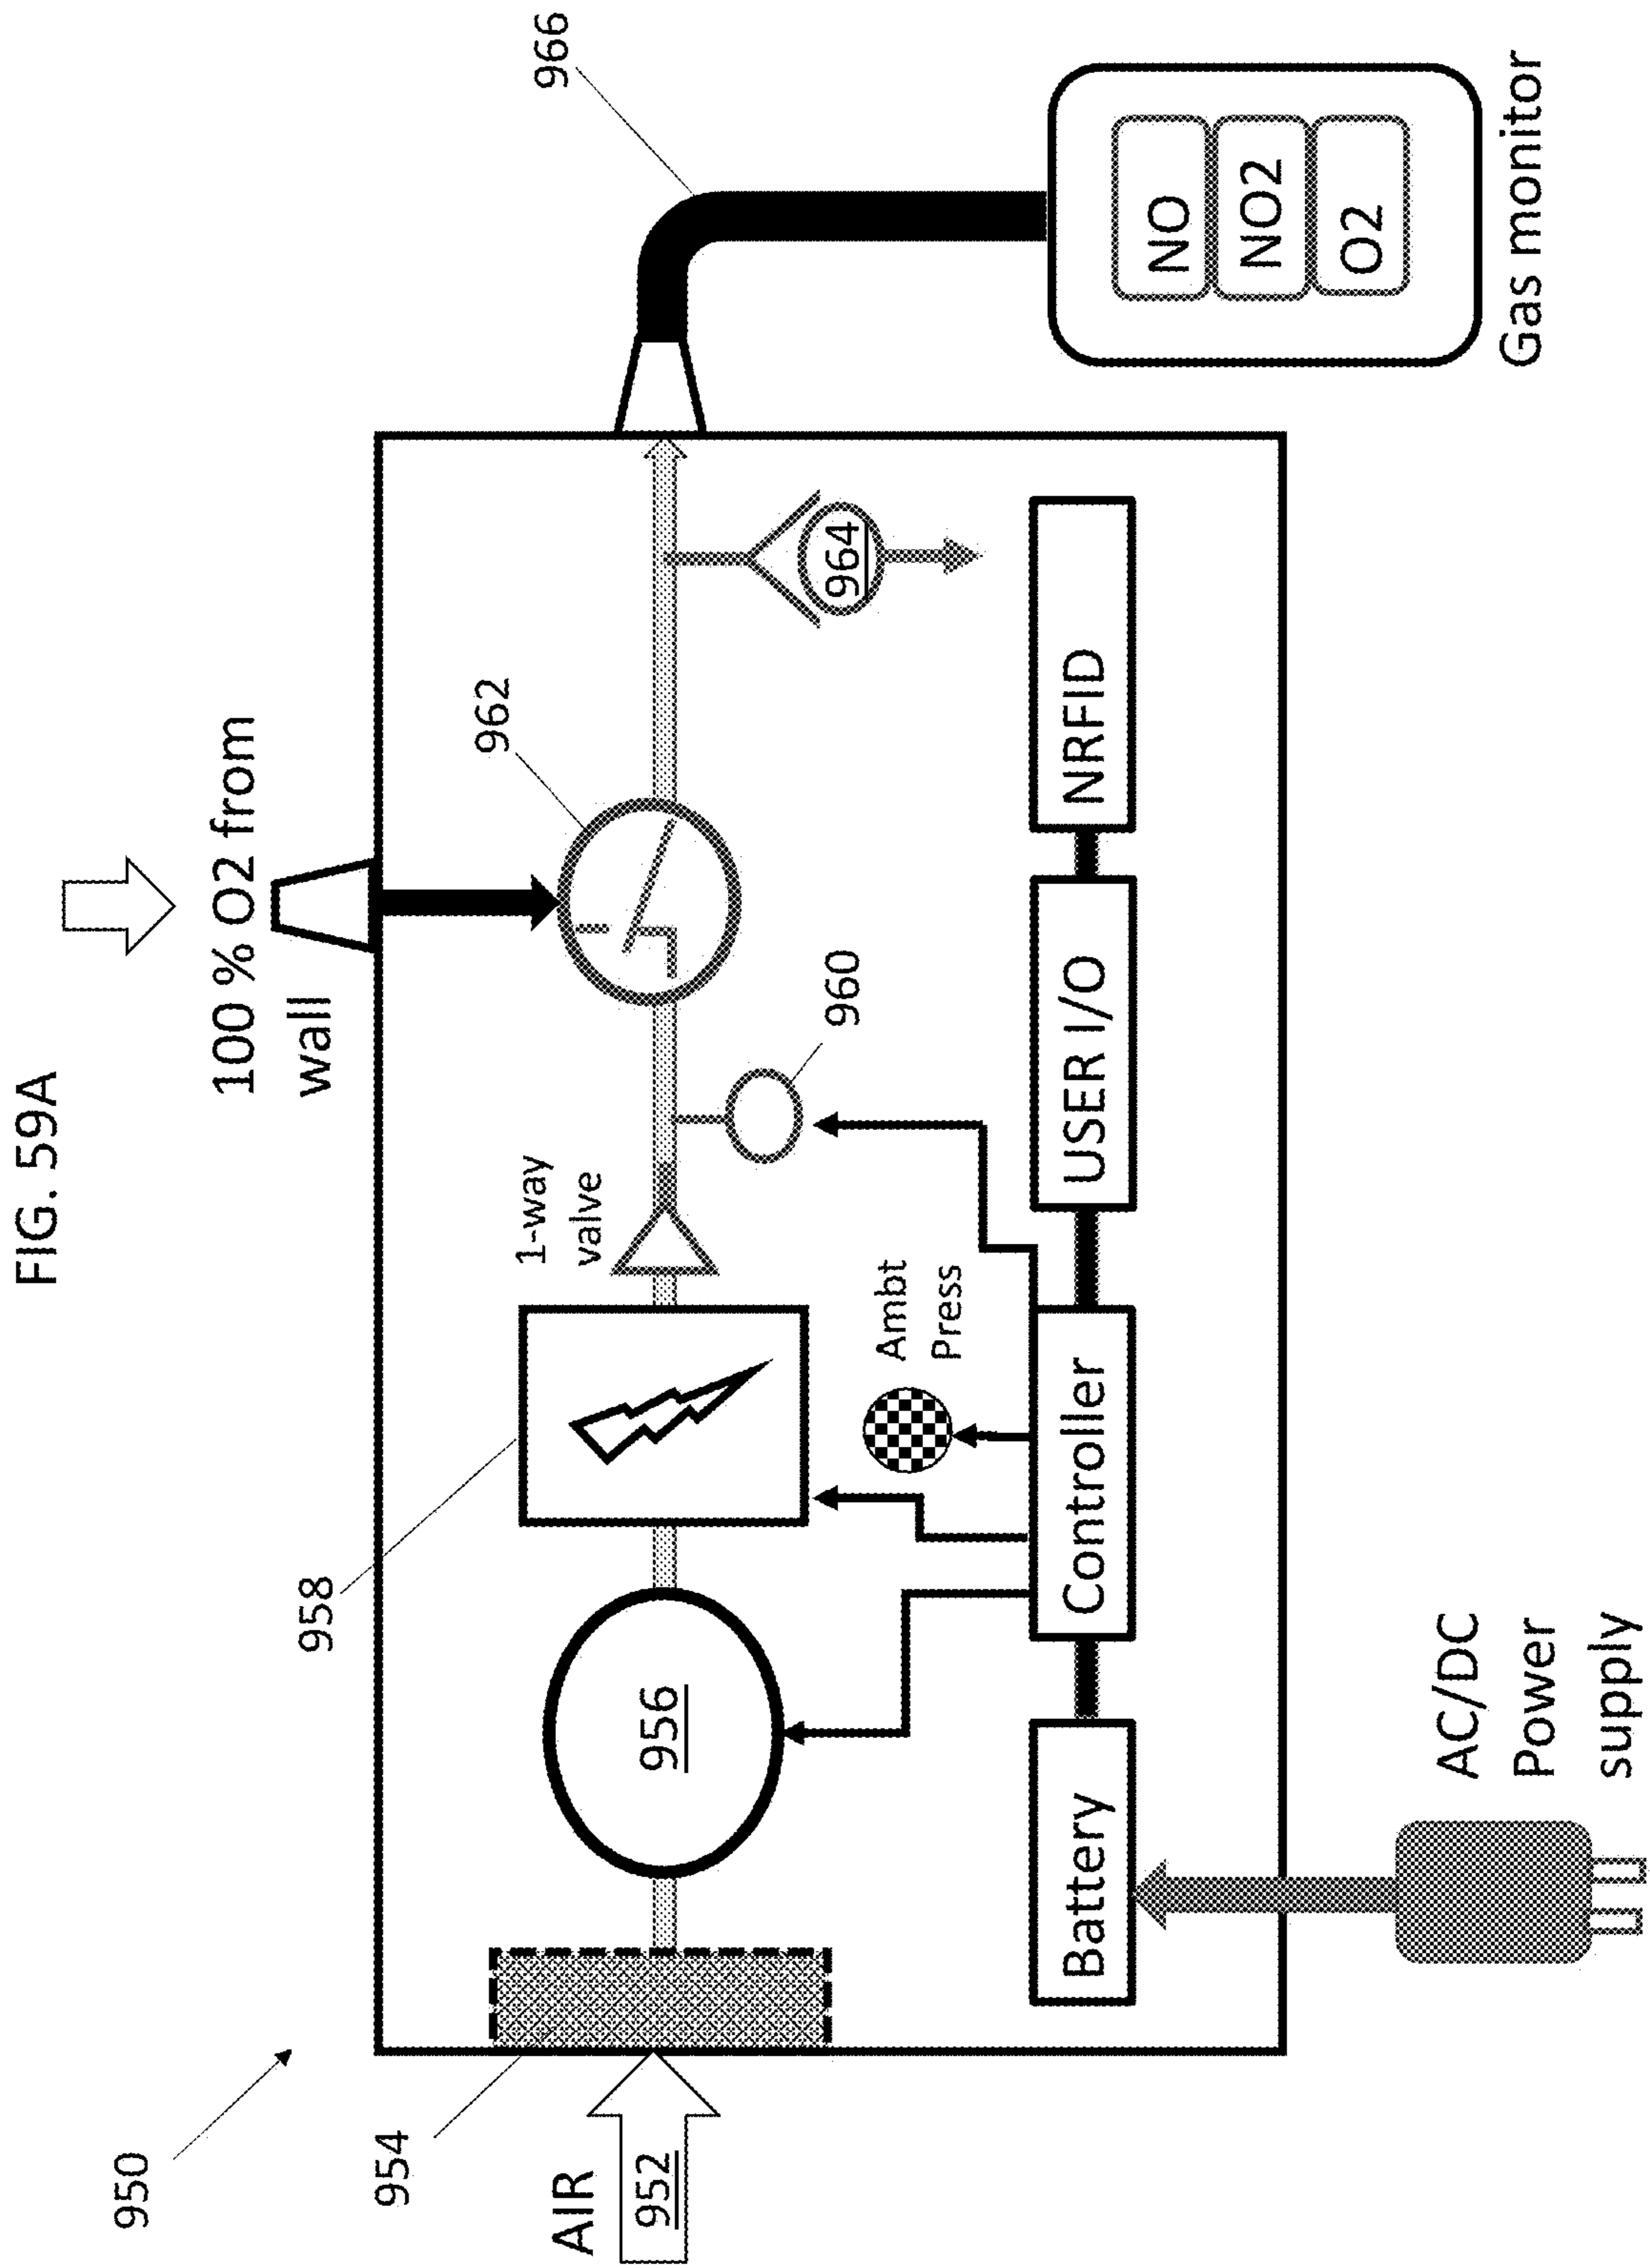 FIG. 59A
950
954
AIR
952
956
958
1-way
valve
960
962
100 % O2 from
wall
964
966
Ambt
Press
Battery
Controller
USER I/O
NRFID
AC/DC
Power
supply
NO
NO2
O2
Gas monitor